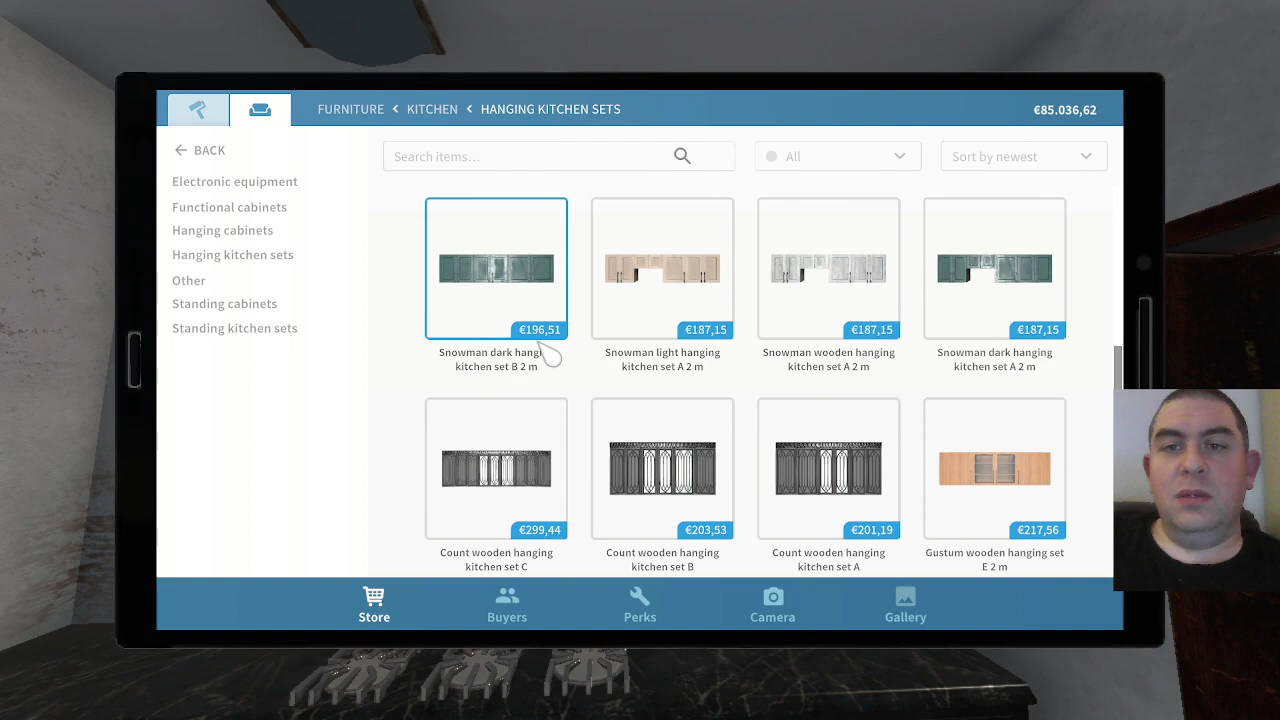 FURNITURE < KITCHEN < HANGING KITCHEN SETS
€85.036,62
BACK
Search items...
All
Sort by newest
Electronic equipment
Functional cabinets
Hanging cabinets
Hanging kitchen sets
Other
Standing cabinets
Standing kitchen sets
€196,51
€187,15
€187,15
€187,15
Snowman dark hangi
kitchen set B 2 m
Snowman light hanging
kitchen set A 2 m
Snowman wooden hanging
kitchen set A 2 m
Snowman dark hanging
kitchen set A 2 m
€299,44
€203,53
€201,19
€217,56
Count wooden hanging
kitchen set C
Count wooden hanging
kitchen set B
Count wooden hanging
kitchen set A
Gustum wooden hanging set
E 2 m
Store
Buyers
Perks
Camera
Gallery